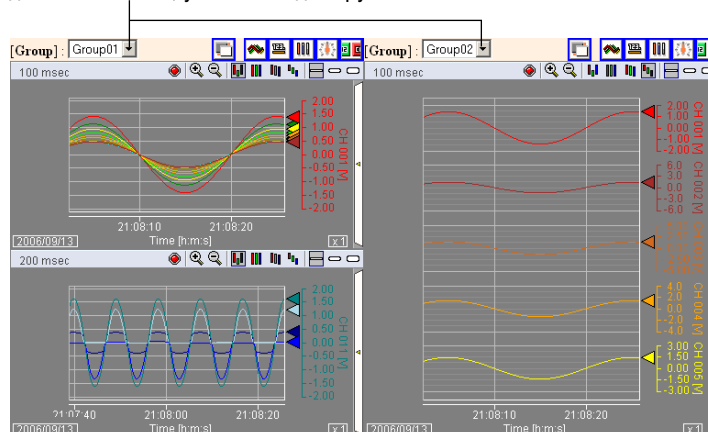 [Group] : Group01
100 msec
2.00
1.50
1.00
0.50
0.00
-0.50
-1.00
-1.50
-2.00
CH 001 [V]
21:08:10 21:08:20
2006/09/13 Time [h:m:s] x 1
200 msec
2.00
1.50
1.00
0.50
0.00
-0.50
-1.00
-1.50
-2.00
CH 011 [V]
21:07:40 21:08:00 21:08:20
2006/09/13 Time [h:m:s] x 1
[Group] : Group02
100 msec
2.00
1.00
0.00
-1.00
-2.00
CH 001 [V]
6.0
3.0
0.0
-3.0
-6.0
CH 002 [V]
4.0
2.0
0.0
-2.0
-4.0
CH 004 [V]
3.00
1.50
0.00
-1.50
-3.00
CH 005 [V]
21:08:10 21:08:20
2006/09/13 Time [h:m:s] x 1